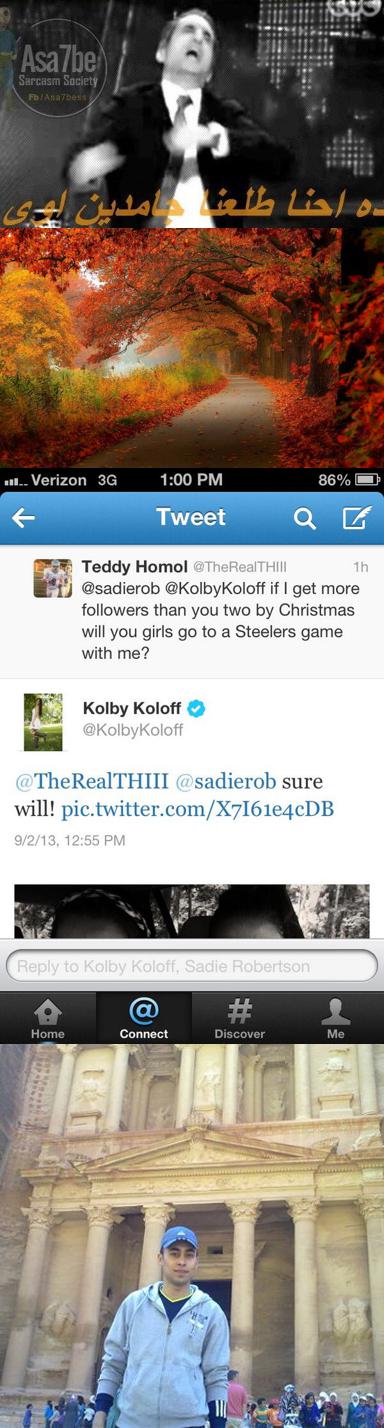 Asa7be
Sarcasm Society
Fb/Asa7bess
ده احنا طلعنا جامدين اوى
Verizon 3G 1:00 PM 86%
Tweet
Teddy Homol @TheRealTHIII 1h
@sadierob @KolbyKoloff if I get more
followers than you two by Christmas
will you girls go to a Steelers game
with me?
Kolby Koloff
@KolbyKoloff
@TheRealTHIII @sadierob sure
will! pic.twitter.com/X7I61e4cDB
9/2/13, 12:55 PM
Reply to Kolby Koloff, Sadie Robertson
Home Connect Discover Me